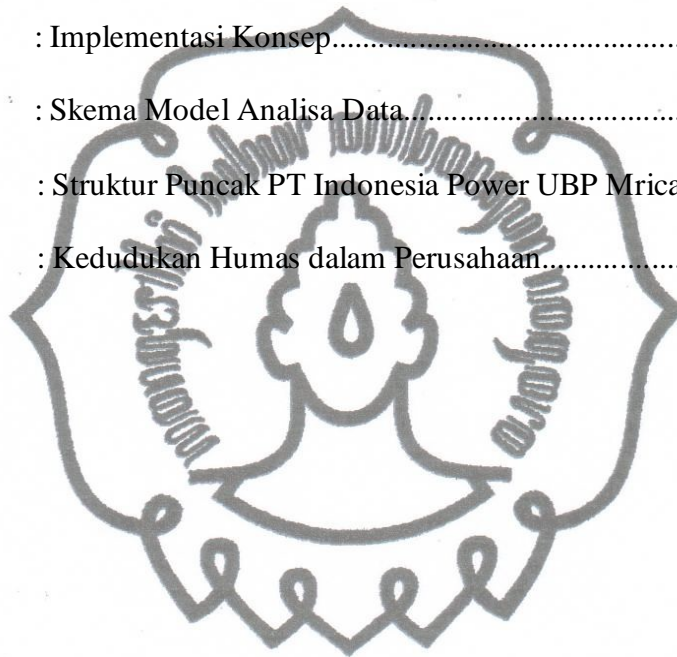 : Implementasi Konsep..........................................
: Skema Model Analisa Data...................................
: Struktur Puncak PT Indonesia Power UBP Mrica
: Kedudukan Humas dalam Perusahaan..................